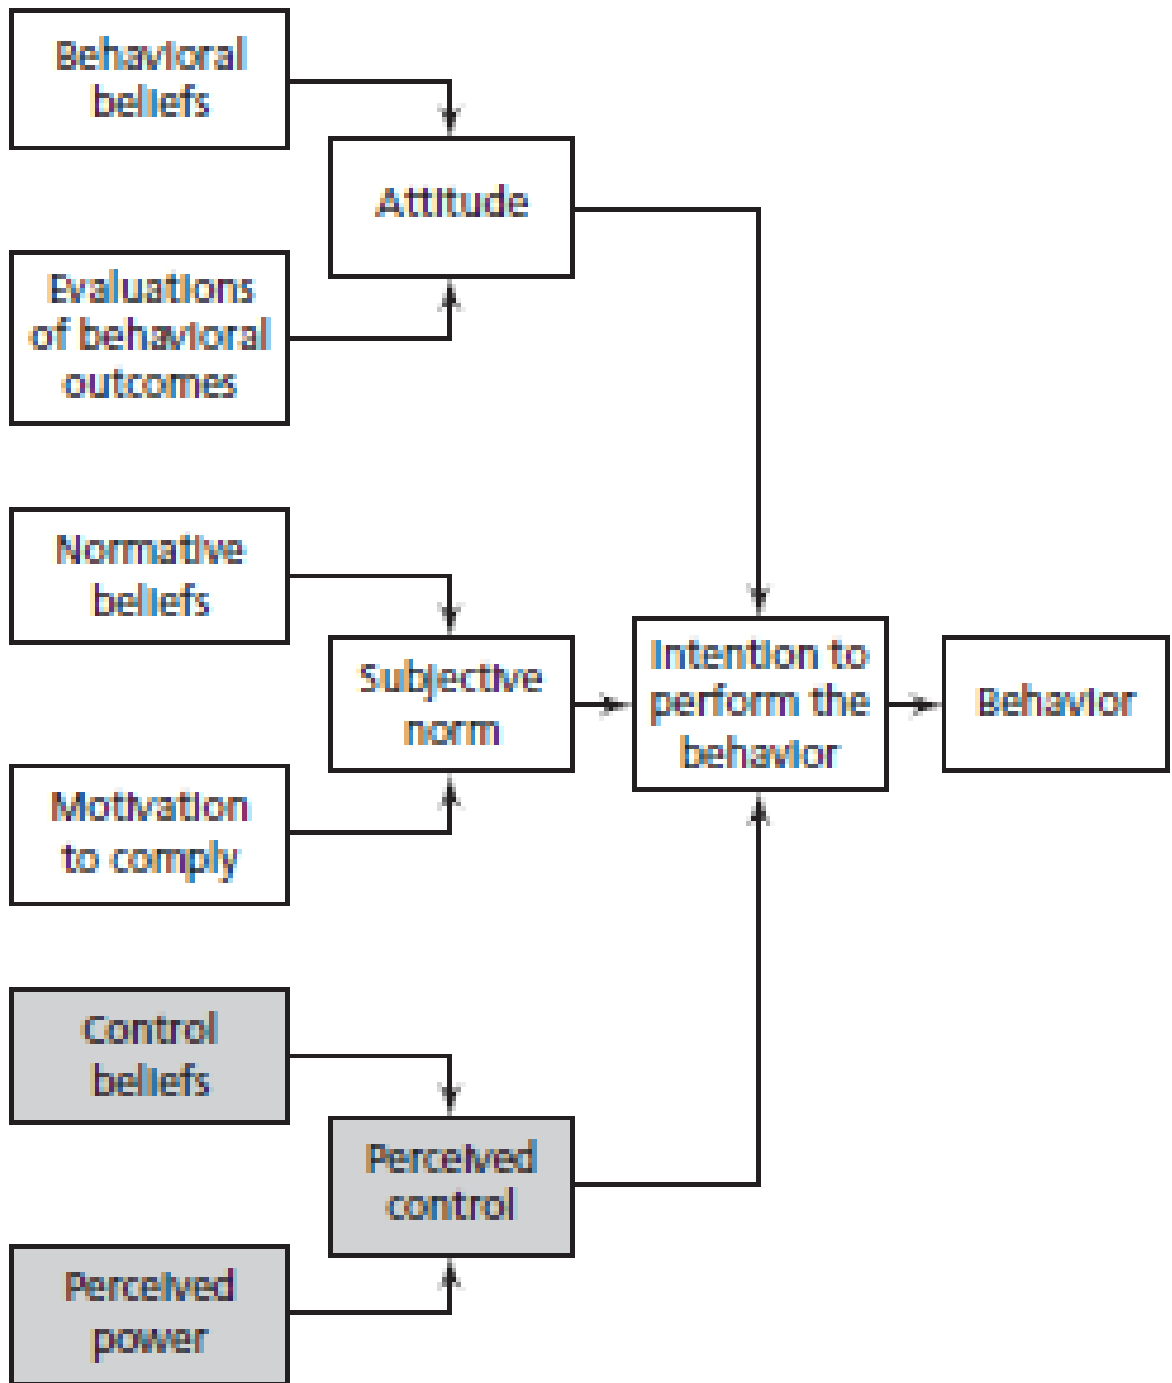 Behavioral
beliefs
Attitude
Evaluations
of behavioral
outcomes
Normative
beliefs
Subjective
norm
Intention to
perform the
behavior
Behavior
Motivation
to comply
Control
beliefs
Perceived
control
Perceived
power